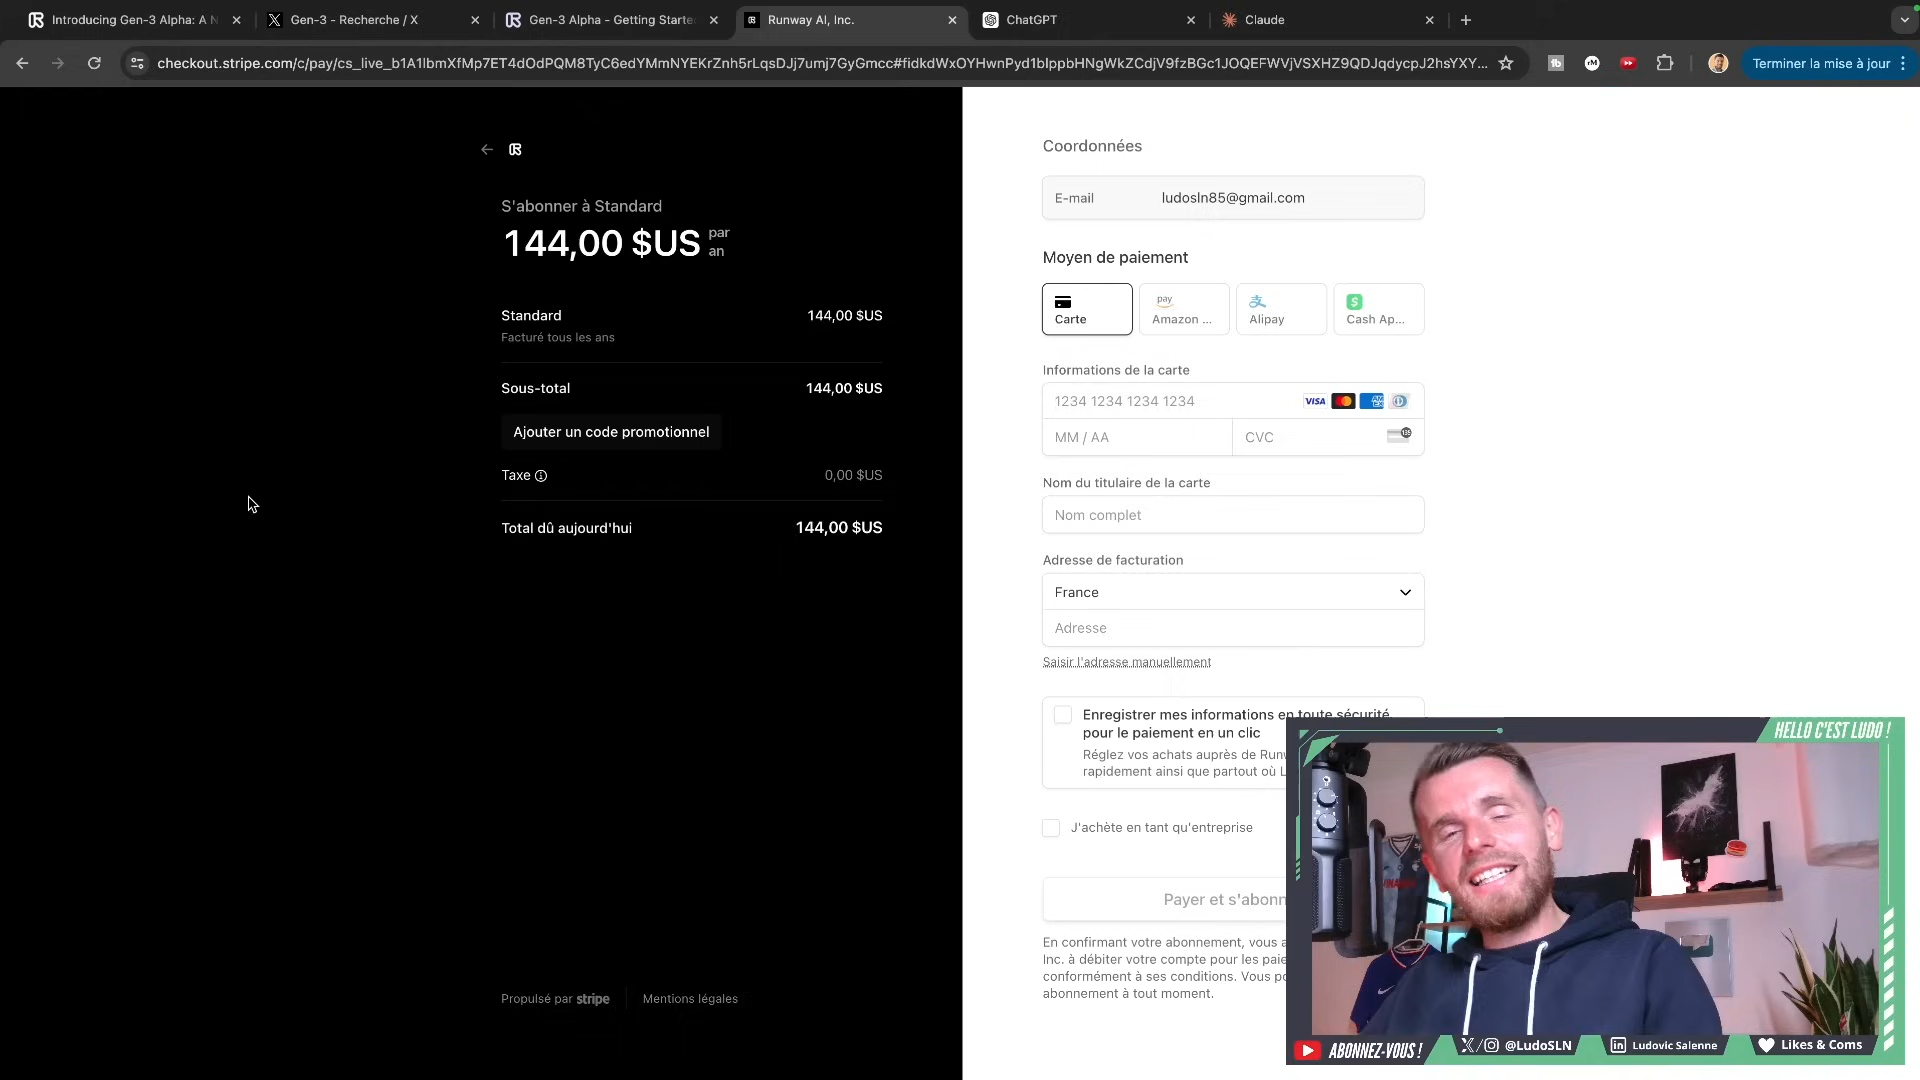 Introducing Gen-3 Alpha: A N
Gen-3 - Recherche / X
Gen-3 Alpha - Getting Starte
Runway AI, Inc.
ChatGPT
Claude
Terminer la mise à jour
S'abonner à Standard
144,00 $US par an
Standard 144,00 $US
Facturé tous les ans
Sous-total 144,00 $US
Ajouter un code promotionnel
Taxe 0,00 $US
Total dû aujourd'hui 144,00 $US
Propulsé par stripe
Mentions légales
Coordonnées
E-mail ludosln85@gmail.com
Moyen de paiement
Carte
pay
Amazon ...
Alipay
Cash Ap...
Informations de la carte
1234 1234 1234 1234 VISA
MM / AA
CVC
Nom du titulaire de la carte
Nom complet
Adresse de facturation
France
Adresse
Saisir l'adresse manuellement
Enregistrer mes informations en toute sécurité
pour le paiement en un clic
Réglez vos achats auprès de Runw
rapidement ainsi que partout où L
J'achète en tant qu'entreprise
Payer et s'abonn
En confirmant votre abonnement, vous a
Inc. à débiter votre compte pour les paie
conformément à ses conditions. Vous po
abonnement à tout moment.
HELLO C'EST LUDO !
ABONNEZ-VOUS !
@LudoSLN
Ludovic Salenne
Likes & Coms